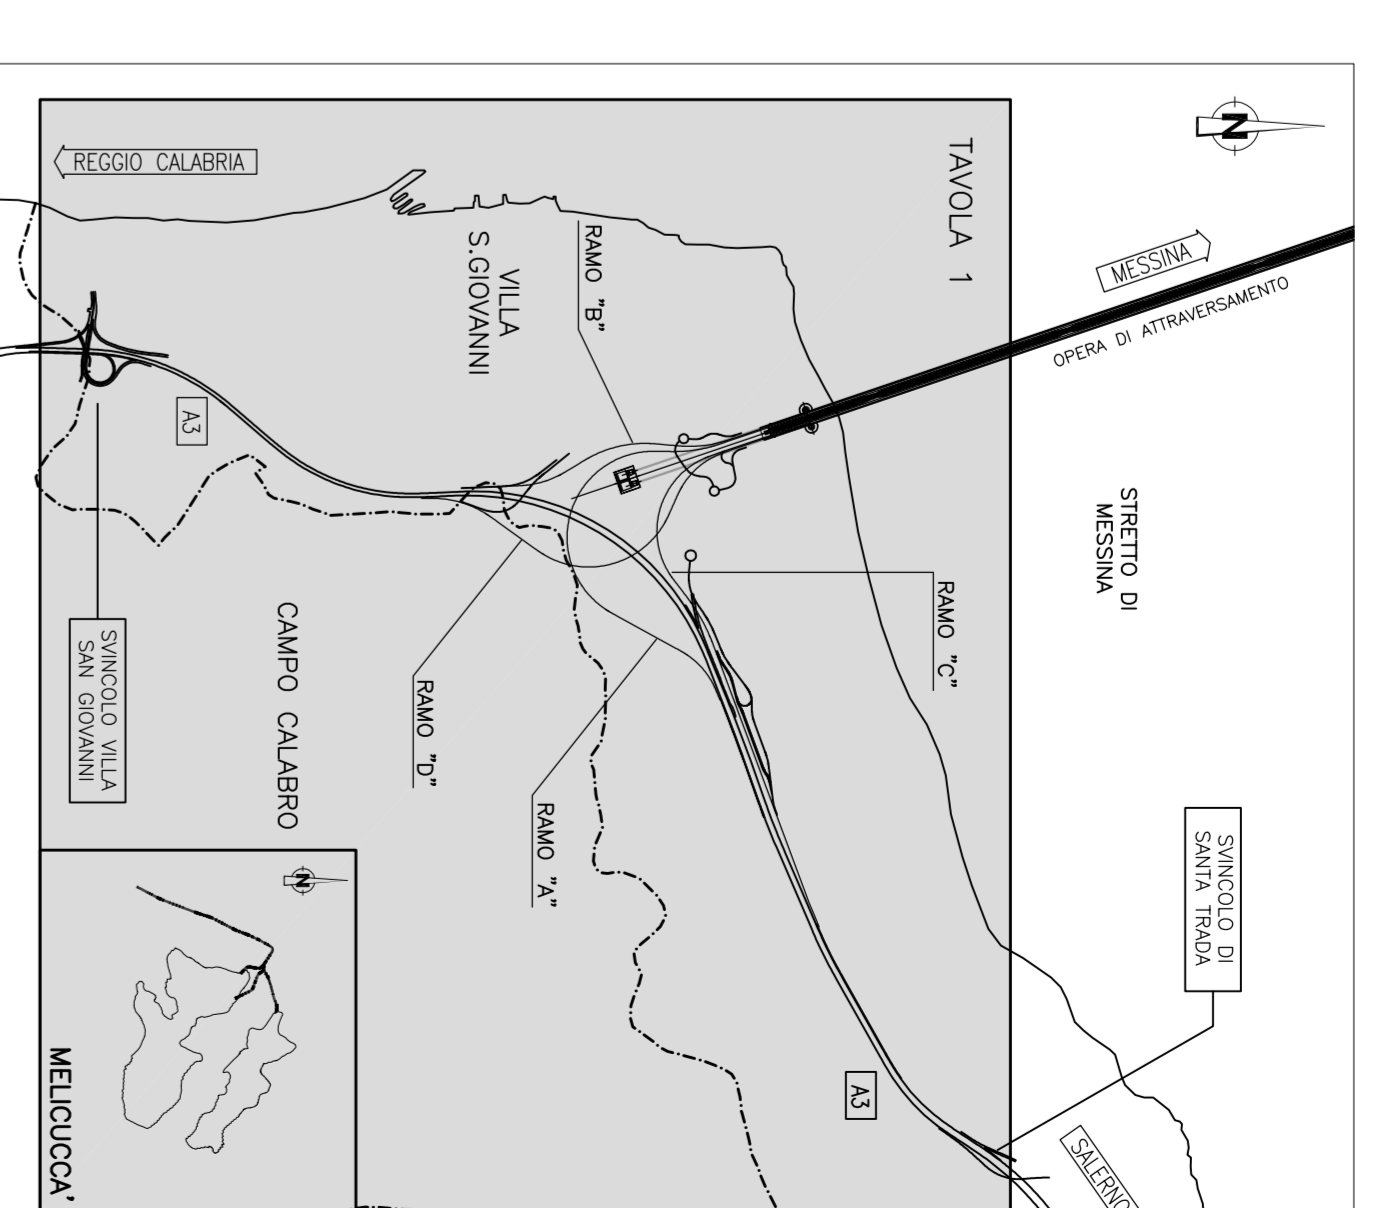 N
REGGIO CALABRIA
TAVOLA 1
MESSINA
OPERA DI ATTRAVERSAMENTO
RAMO "B"
VILLA
S.GIOVANNI
A3
STRETTO DI
MESSINA
RAMO "C"
CAMPO CALABRO
SVINCOLO VILLA
SAN GIOVANNI
RAMO "D"
RAMO "A"
SVINCOLO DI
SANTA TRADA
N
A3
MELICUCCA'
SALERNO